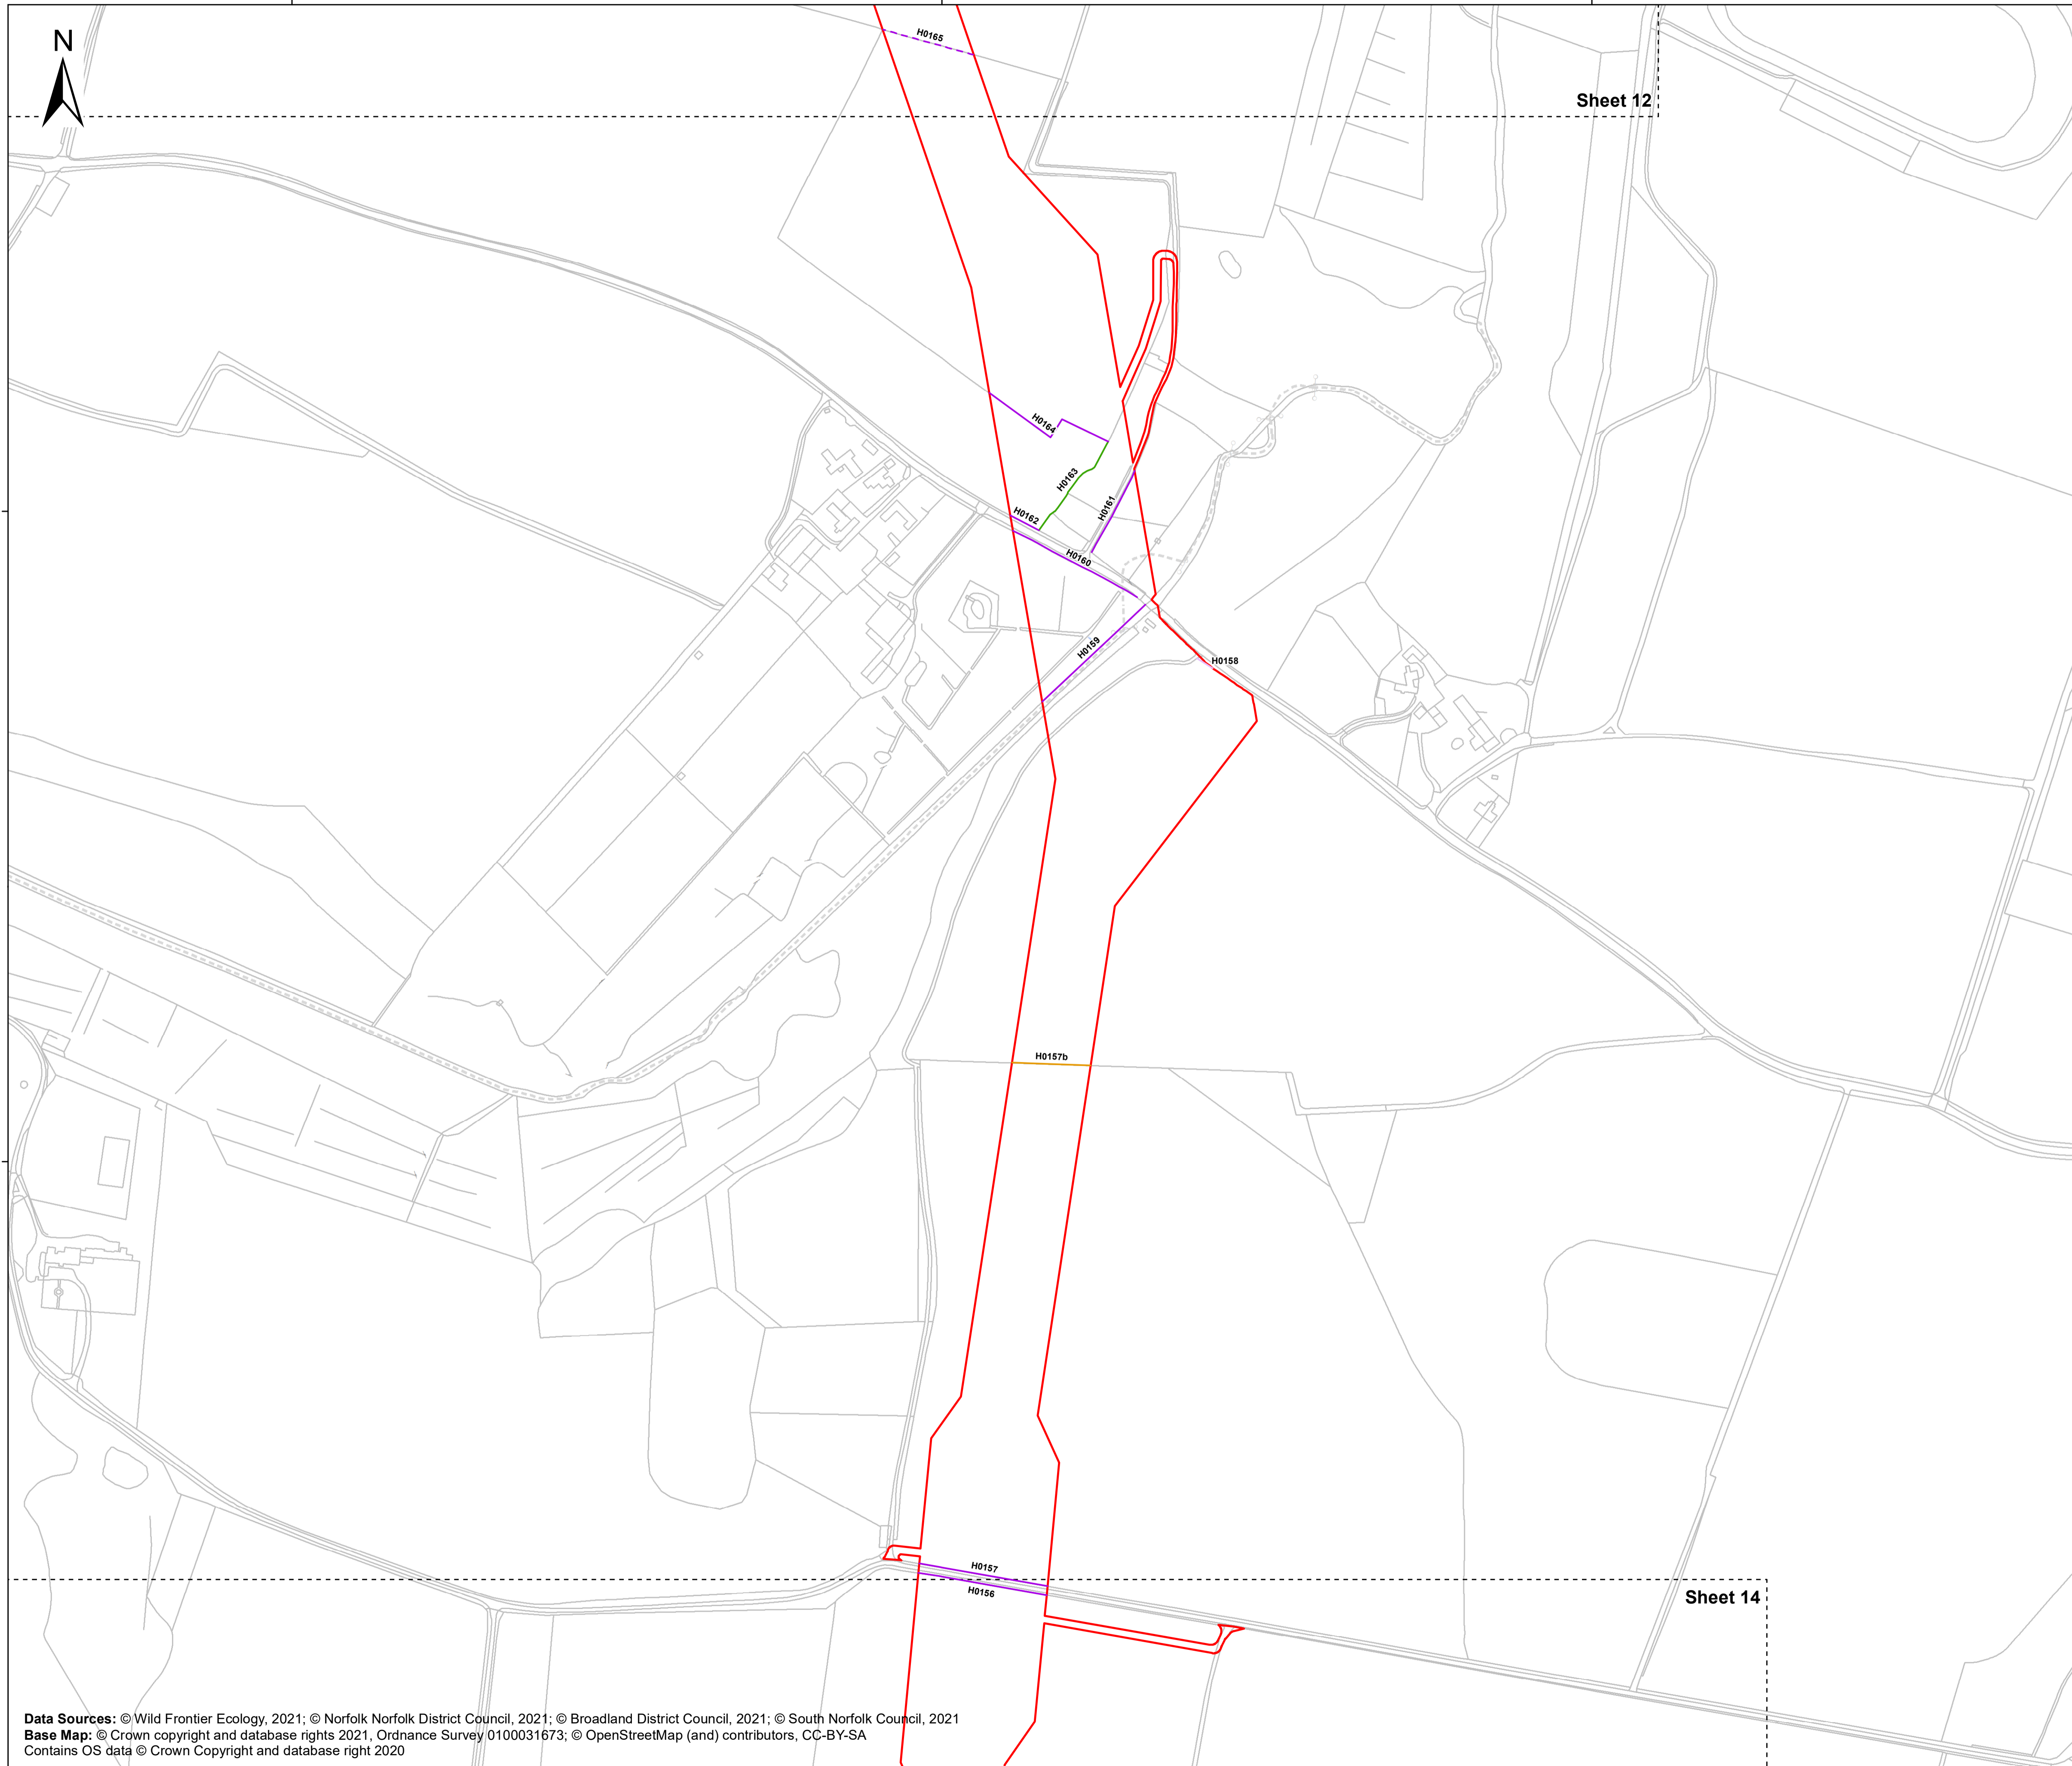 N
H0165
Sheet 12
H0164
H0163
H0161
H0162
H0160
H0159
H0158
H0157b
H0157
H0156
Sheet 14
Data Sources: © Wild Frontier Ecology, 2021; © Norfolk Norfolk District Council, 2021; © Broadland District Council, 2021; © South Norfolk Council, 2021
Base Map: © Crown copyright and database rights 2021, Ordnance Survey 0100031673; © OpenStreetMap (and) contributors, CC-BY-SA
Contains OS data © Crown Copyright and database right 2020